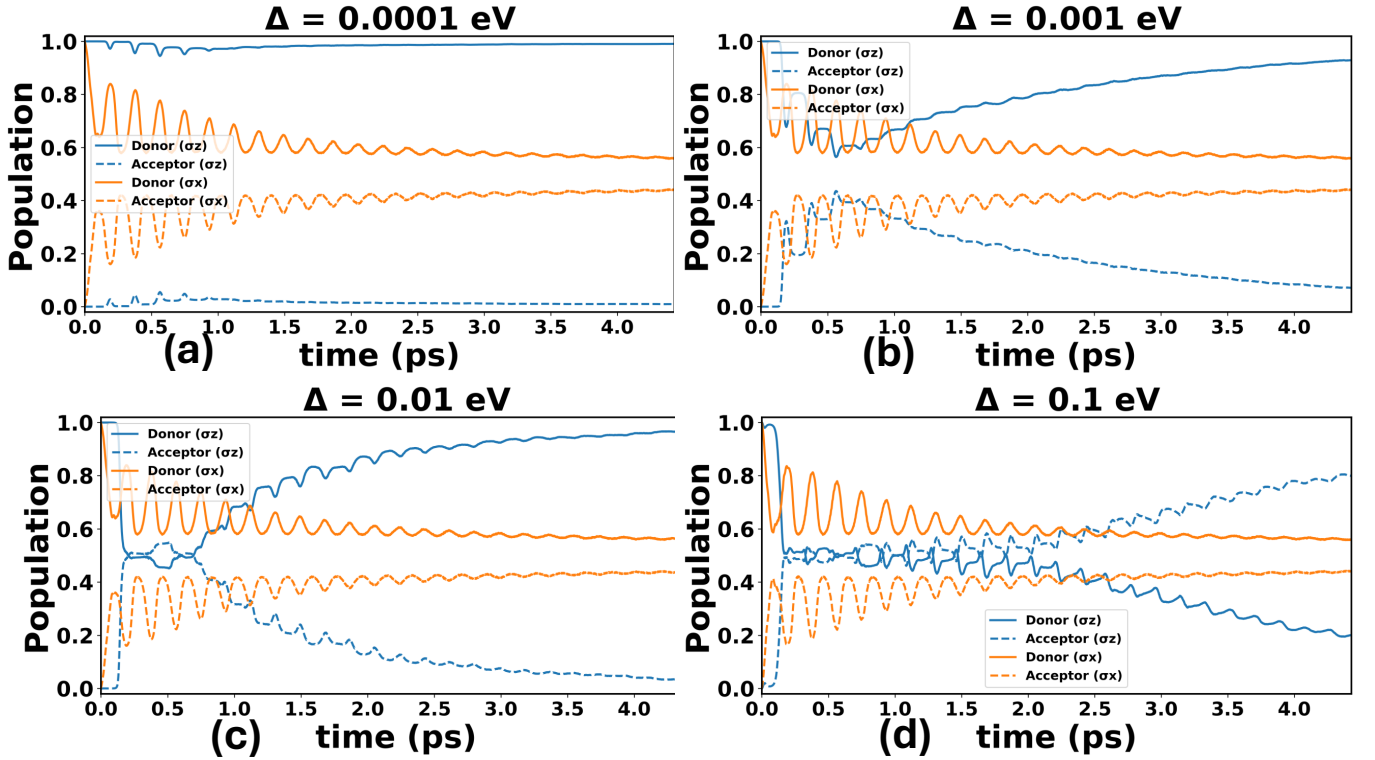 Δ = 0.0001 eV
Population
1.0
0.8
0.6
0.4
0.2
0.0
Donor (σz)
Acceptor (σz)
Donor (σx)
Acceptor (σx)
0.0 0.5 1.0 1.5 2.0 2.5 3.0 3.5 4.0
(a) time (ps)
Δ = 0.001 eV
Population
1.0
0.8
0.6
0.4
0.2
0.0
Donor (σz)
Acceptor (σz)
Donor (σx)
Acceptor (σx)
0.0 0.5 1.0 1.5 2.0 2.5 3.0 3.5 4.0
(b) time (ps)
Δ = 0.01 eV
Population
1.0
0.8
0.6
0.4
0.2
0.0
Donor (σz)
Acceptor (σz)
Donor (σx)
Acceptor (σx)
0.0 0.5 1.0 1.5 2.0 2.5 3.0 3.5 4.0
(c) time (ps)
Δ = 0.1 eV
Population
1.0
0.8
0.6
0.4
0.2
0.0
Donor (σz)
Acceptor (σz)
Donor (σx)
Acceptor (σx)
0.0 0.5 1.0 1.5 2.0 2.5 3.0 3.5 4.0
time (ps) (d)